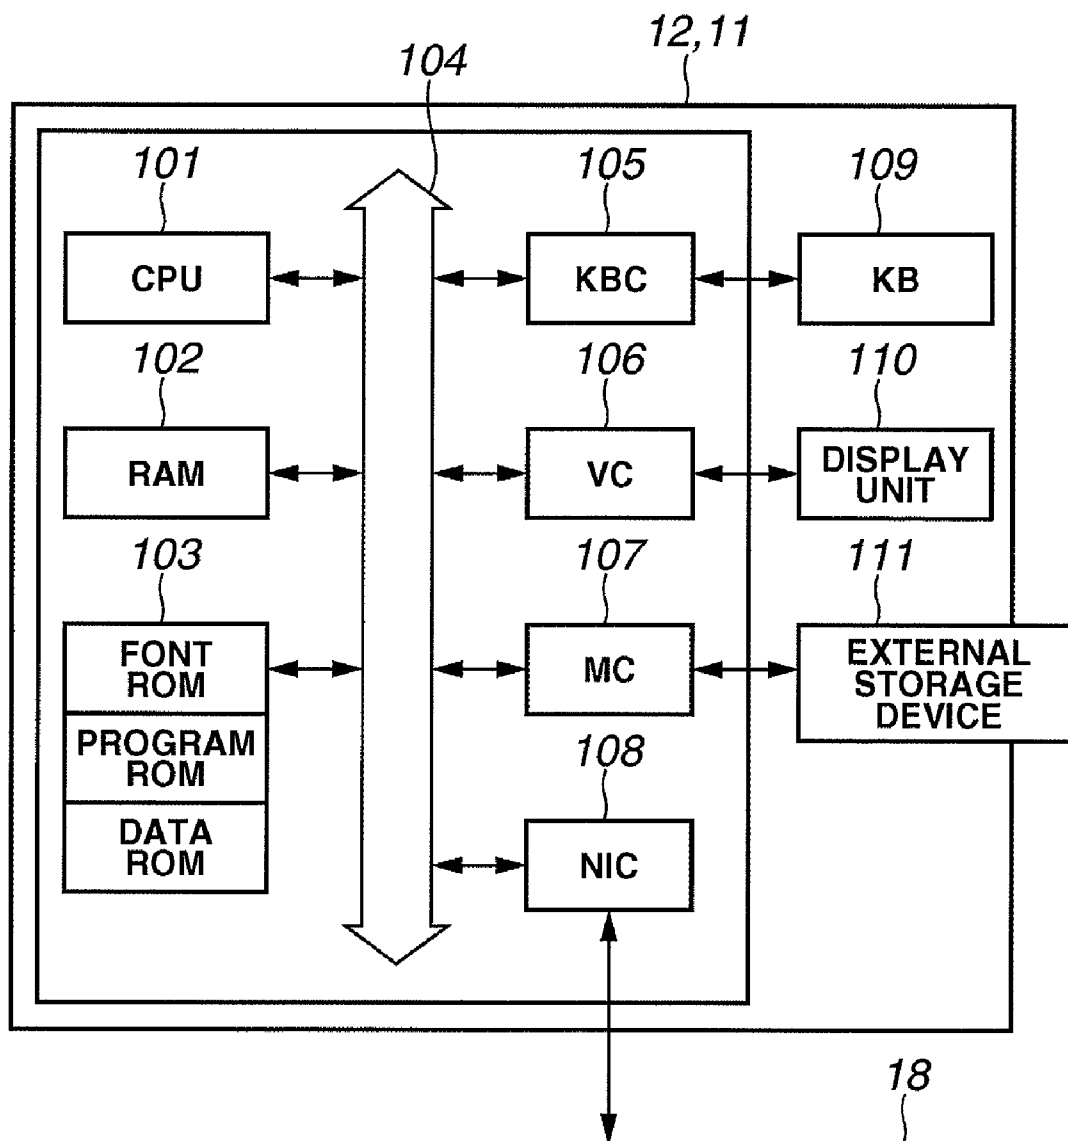 12,11
104
101
105
109
CPU
KBC
KB
102
106
110
RAM
VC
DISPLAY
UNIT
103
107
111
FONT
ROM
MC
EXTERNAL
STORAGE
DEVICE
PROGRAM
ROM
108
DATA
ROM
NIC
18